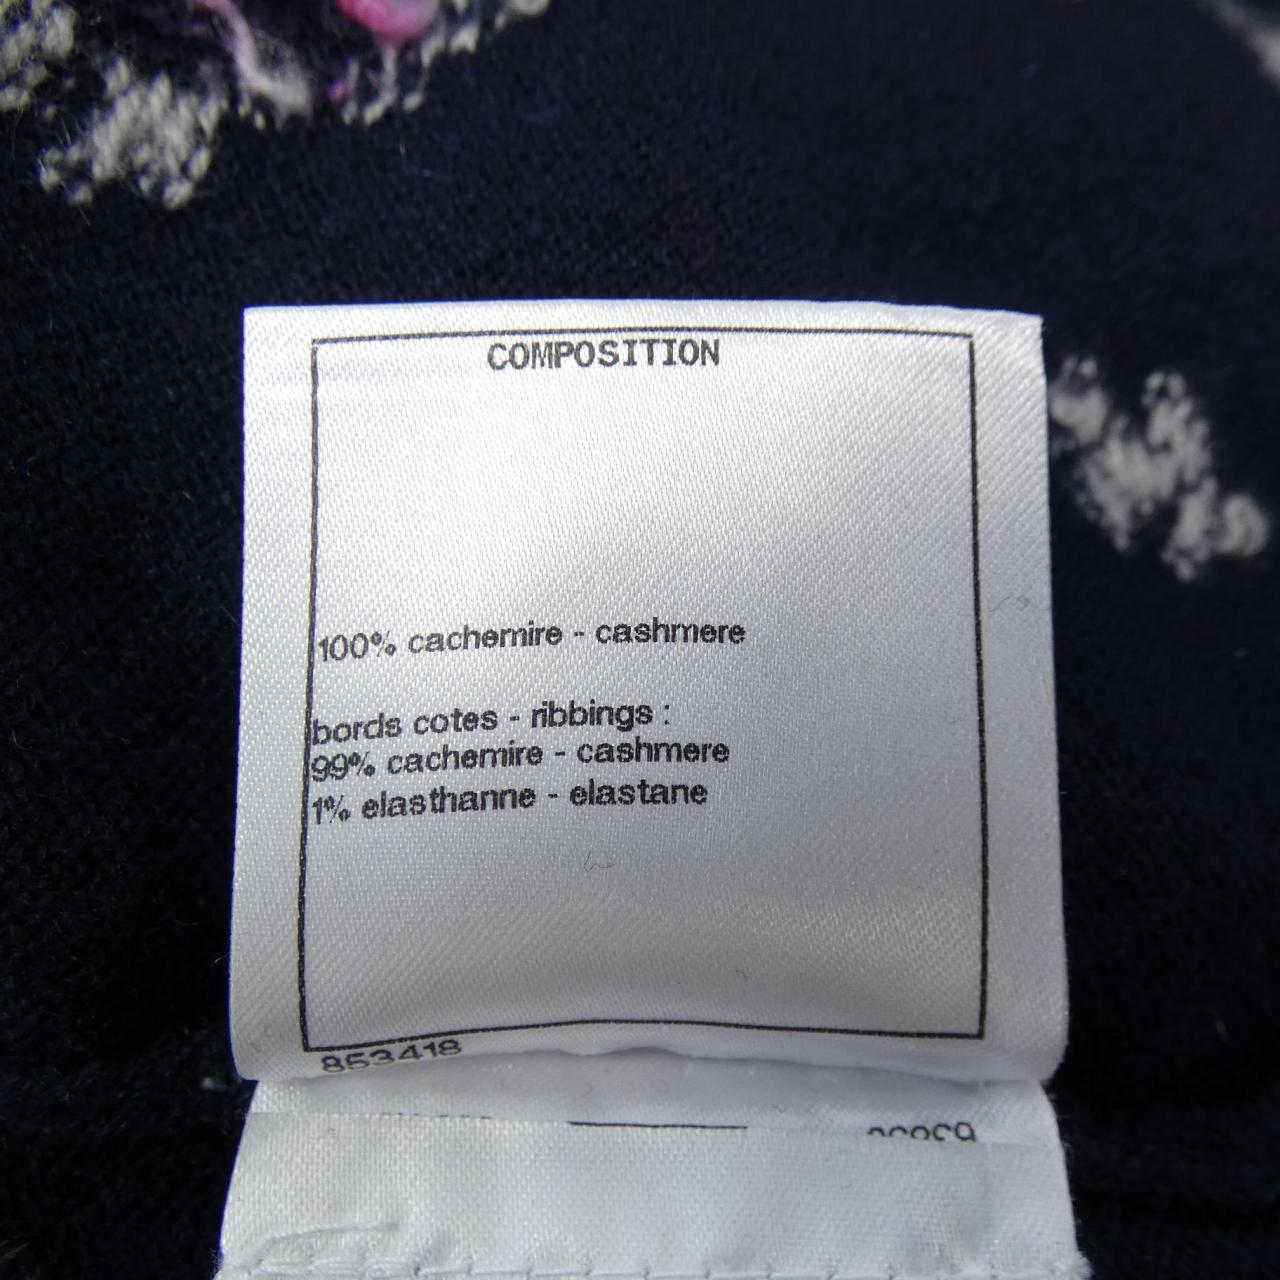 COMPOSITION
100% cachemire - cashmere
bords cotes - ribbings :
99% cachemire - cashmere
1% elasthanne - elastane
853418